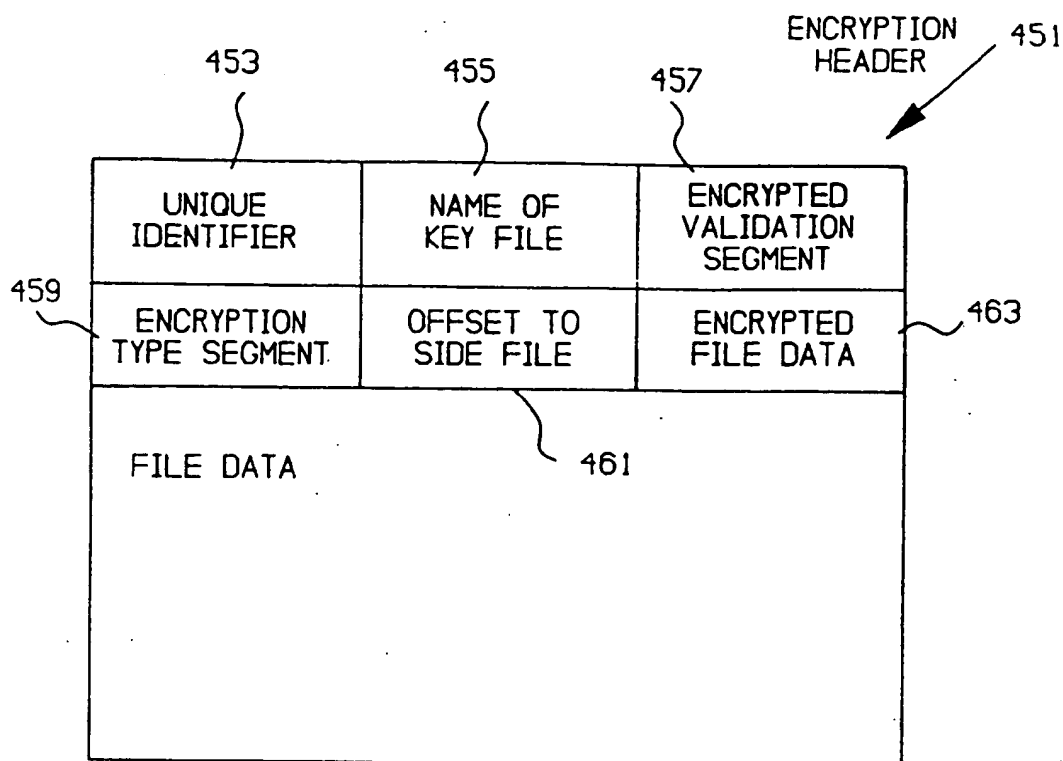 ENCRYPTION
HEADER
451
453
455
457
UNIQUE
IDENTIFIER
NAME OF
KEY FILE
ENCRYPTED
VALIDATION
SEGMENT
459
ENCRYPTION
TYPE SEGMENT
OFFSET TO
SIDE FILE
ENCRYPTED
FILE DATA
463
461
FILE DATA